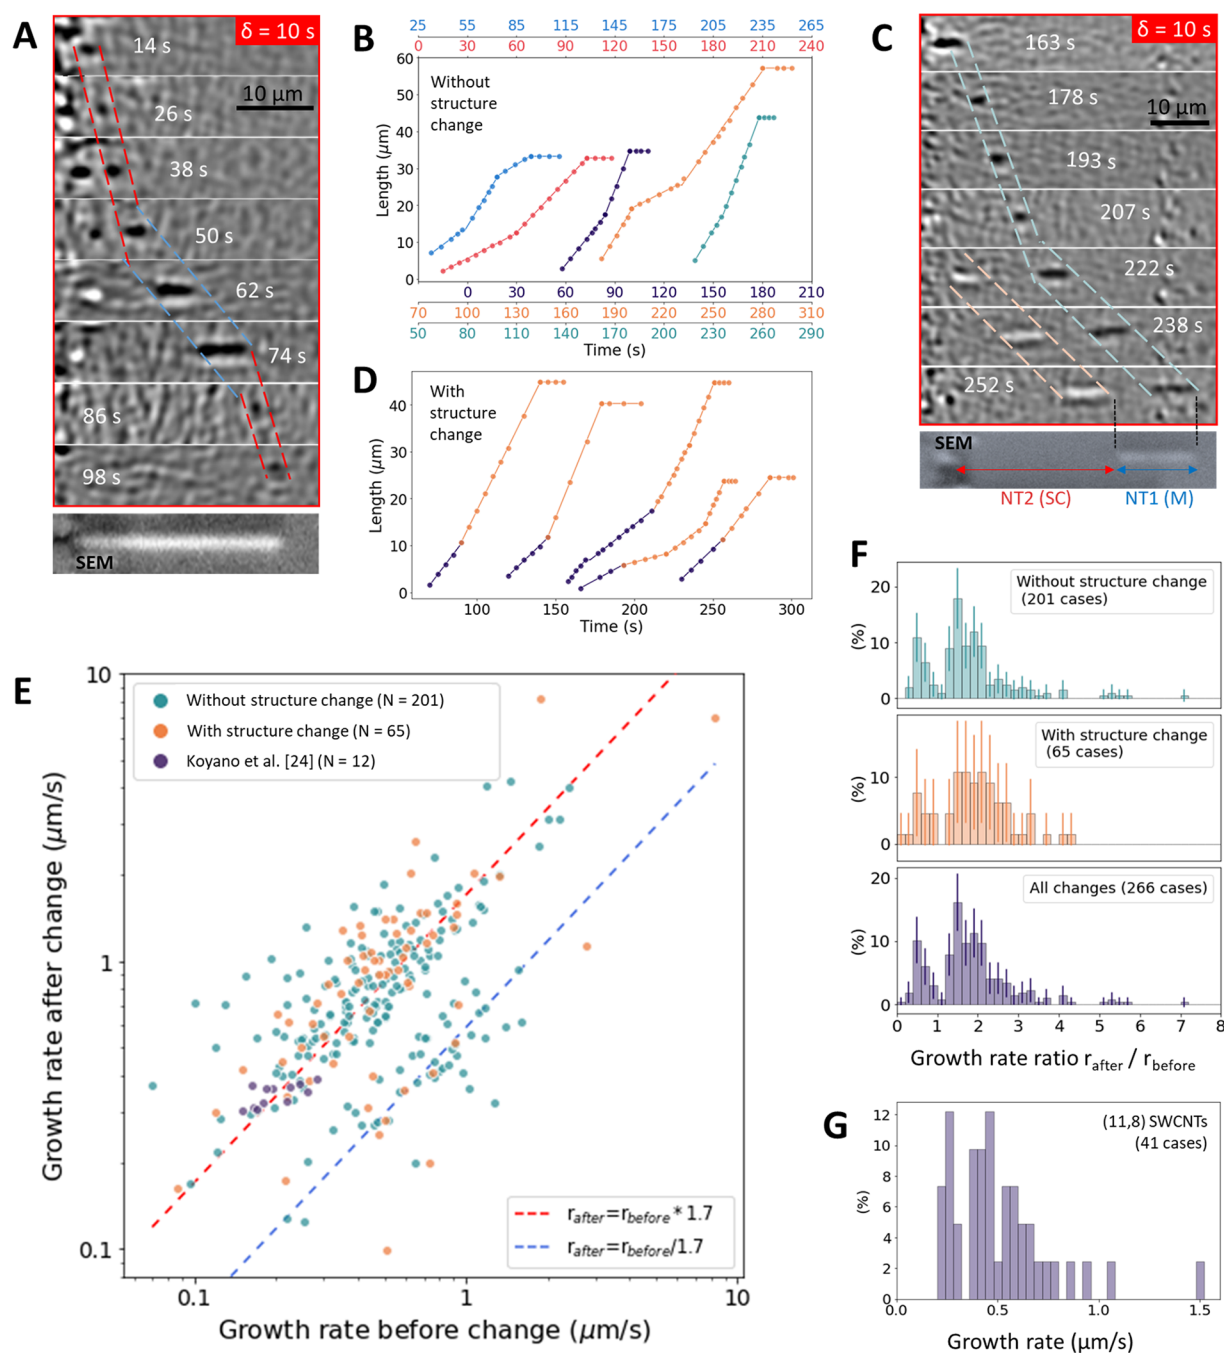 A
δ = 10 s
14 s
10 µm
26 s
38 s
50 s
62 s
74 s
86 s
98 s
SEM
B
25 55 85 115 145 175 205 235 265
0 30 60 90 120 150 180 210 240
Without
structure
change
Length (µm)
60
50
40
30
20
10
0
0 30 60 90 120 150 180 210
70 100 130 160 190 220 250 280 310
50 80 110 140 170 200 230 260 290
Time (s)
C
δ = 10 s
163 s
178 s
10 µm
193 s
207 s
222 s
238 s
252 s
SEM
NT2 (SC)
NT1 (M)
D
With
structure
change
Length (µm)
40
30
20
10
0
100 150 200 250 300
Time (s)
E
Without structure change (N = 201)
With structure change (N = 65)
Koyano et al. [24] (N = 12)
Growth rate after change (µm/s)
10
1
0.1
r_after=r_before * 1.7
r_after=r_before/1.7
0.1 1 10
Growth rate before change (µm/s)
F
Without structure change
(201 cases)
(%)
20
10
0
With structure change
(65 cases)
(%)
10
0
All changes (266 cases)
(%)
20
10
0
0 1 2 3 4 5 6 7 8
Growth rate ratio r_after / r_before
G
(11,8) SWCNTs
(41 cases)
(%)
12
10
8
6
4
2
0
0.0 0.5 1.0 1.5
Growth rate (µm/s)